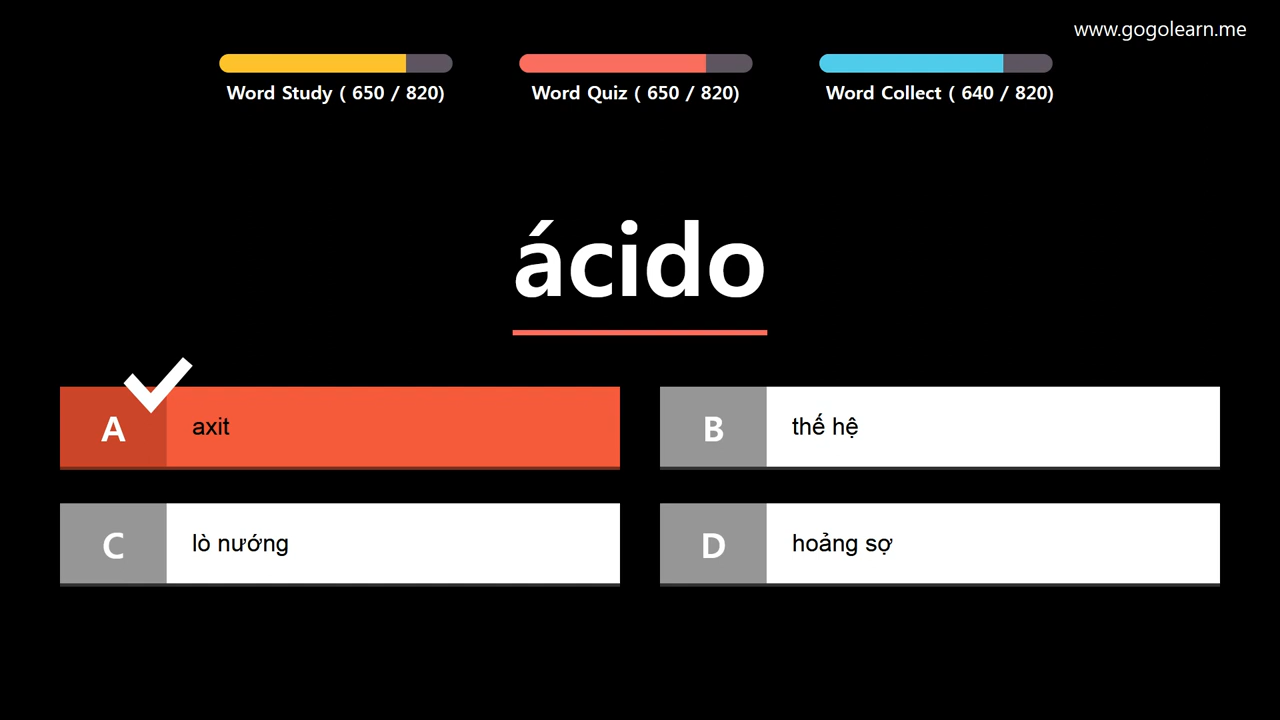 www.gogolearn.me
Word Study ( 650 / 820)
Word Quiz ( 650 / 820)
Word Collect ( 640 / 820)
ácido
A
axit
B
thế hệ
C
lò nướng
D
hoảng sợ